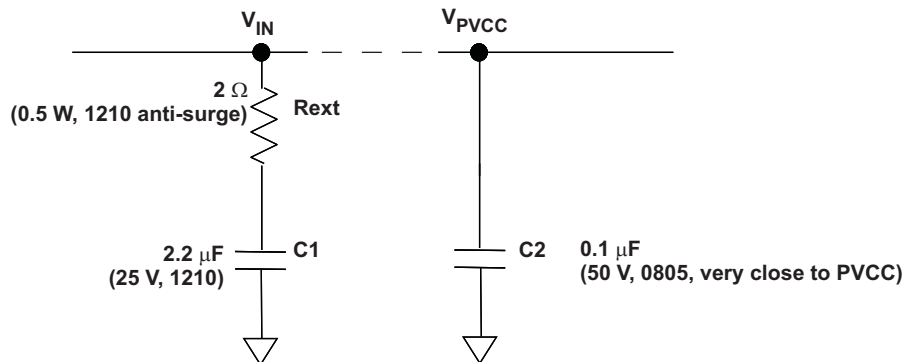 V_IN
V_PVCC
2 Ω
(0.5 W, 1210 anti-surge)
Rext
2.2 μF
(25 V, 1210)
C1
C2
0.1 μF
(50 V, 0805, very close to PVCC)